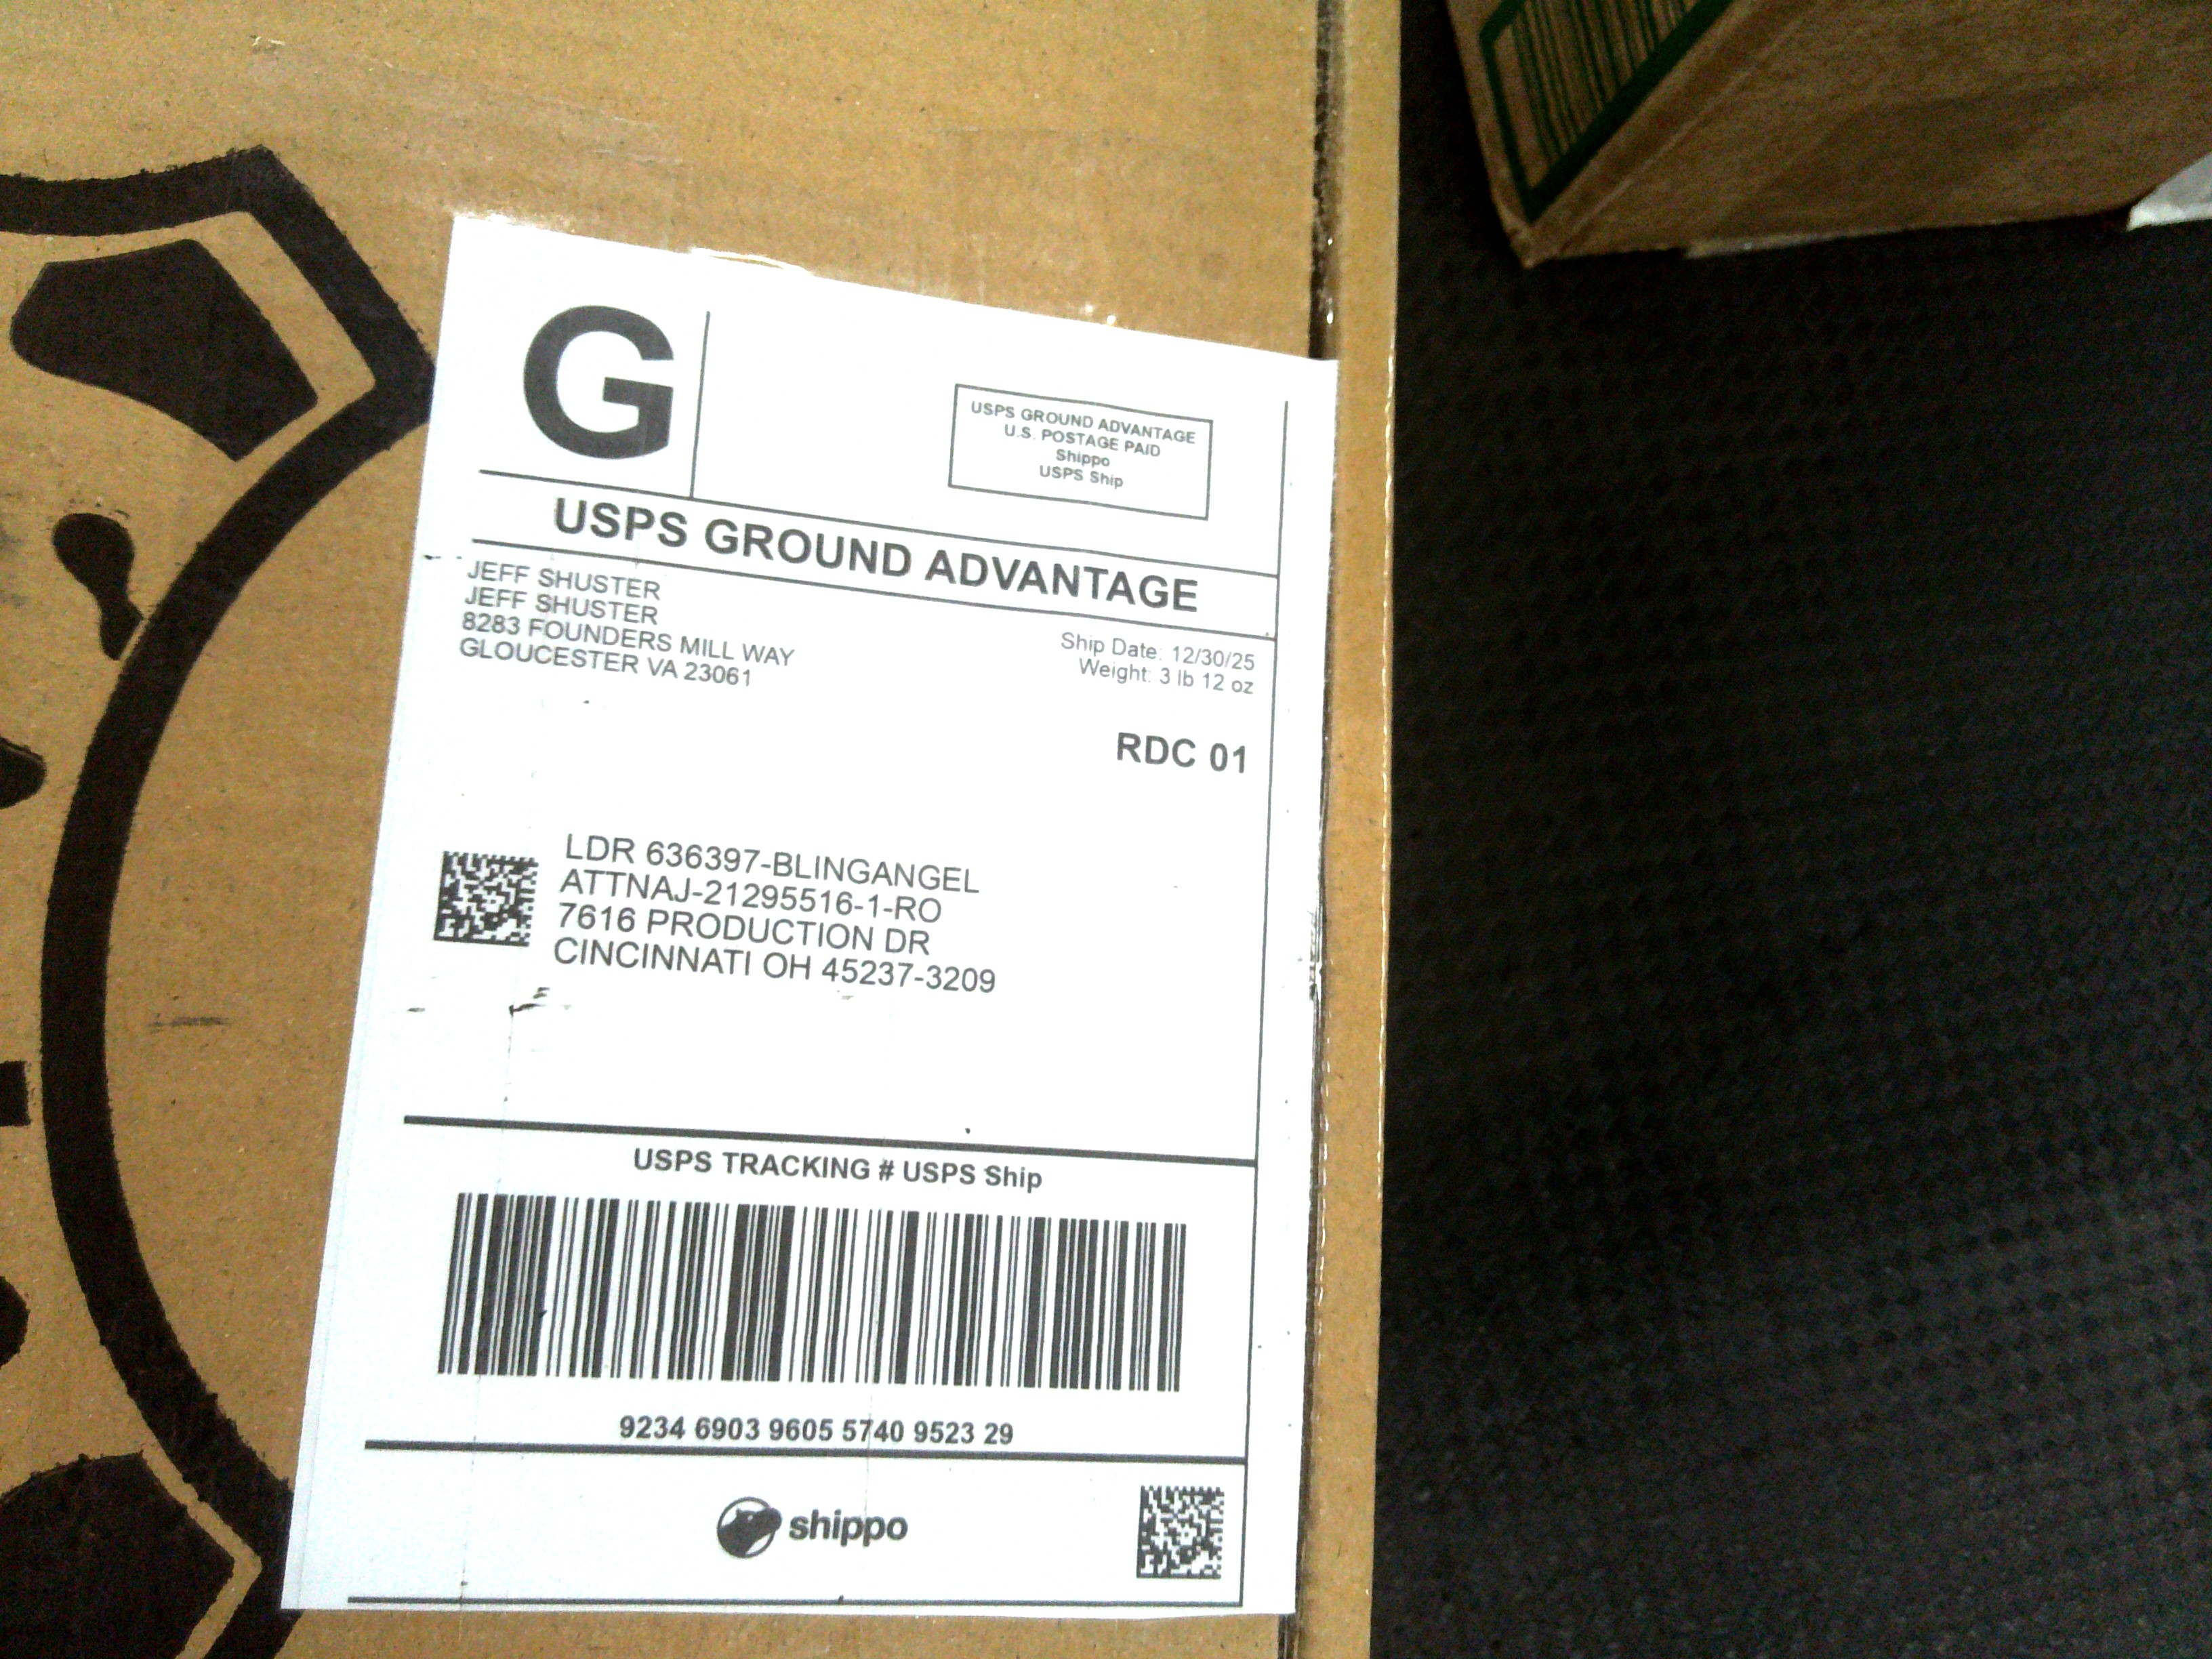 G
USPS GROUND ADVANTAGE
U.S. POSTAGE PAID
Shippo
USPS Ship
USPS GROUND ADVANTAGE
JEFF SHUSTER
JEFF SHUSTER
8283 FOUNDERS MILL WAY
GLOUCESTER VA 23061
Ship Date: 12/30/25
Weight: 3 lb 12 oz
RDC 01
LDR 636397-BLINGANGEL
ATTNAJ-21295516-1-RO
7616 PRODUCTION DR
CINCINNATI OH 45237-3209
USPS TRACKING # USPS Ship
9234 6903 9605 5740 9523 29
shippo